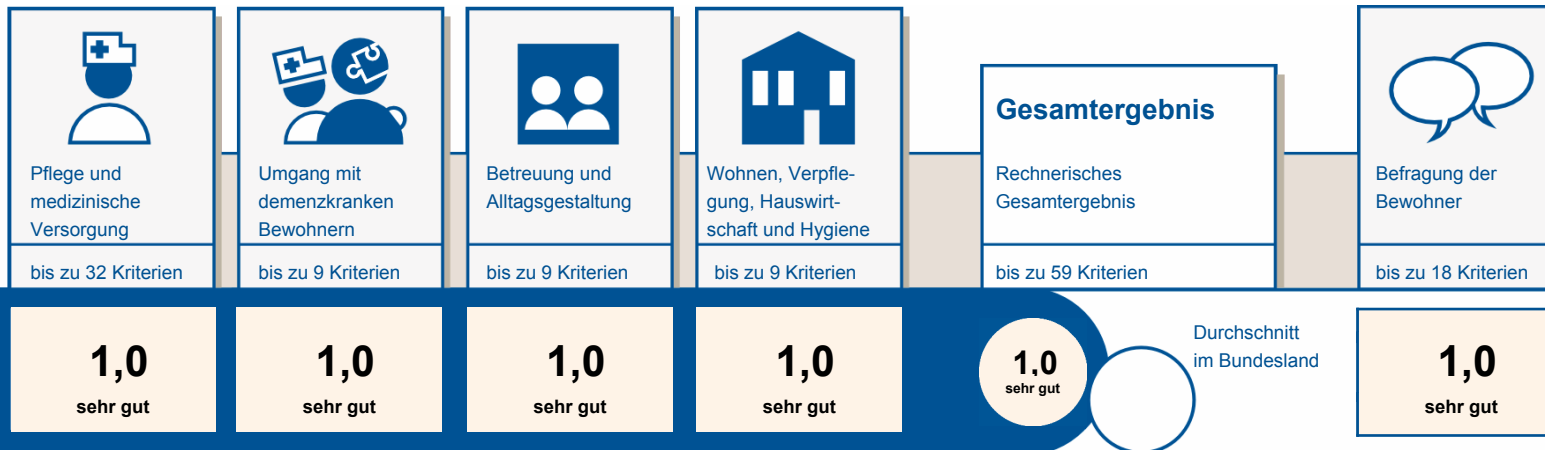 Pflege und
medizinische
Versorgung
bis zu 32 Kriterien
1,0
sehr gut
Umgang mit
demenzkranken
Bewohnern
bis zu 9 Kriterien
1,0
sehr gut
Betreuung und
Alltagsgestaltung
bis zu 9 Kriterien
1,0
sehr gut
Wohnen, Verpfle-
gung, Hauswirt-
schaft und Hygiene
bis zu 9 Kriterien
1,0
sehr gut
Gesamtergebnis
Rechnerisches
Gesamtergebnis
bis zu 59 Kriterien
1,0
sehr gut
Durchschnitt
im Bundesland
Befragung der
Bewohner
bis zu 18 Kriterien
1,0
sehr gut